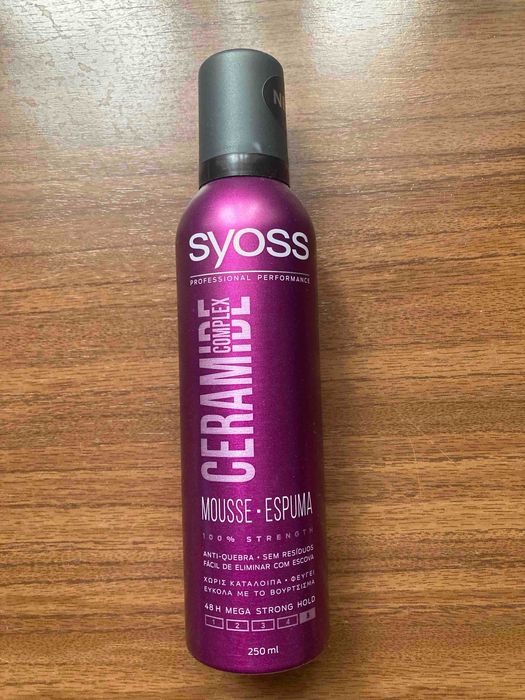 syoss
PROFESSIONAL PERFORMANCE
CERAMIDE
COMPLEX
MOUSSE • ESPUMA
100% STRENGTH
ANTI-QUEBRA • SEM RESÍDUOS
FÁCIL DE ELIMINAR COM ESCOVA
ΧΩΡΙΣ ΚΑΤΑΛΟΙΠΑ • ΦΕΥΓΕΙ
ΕΥΚΟΛΑ ΜΕ ΤΟ ΒΟΥΡΤΣΙΣΜΑ
48H MEGA STRONG HOLD
1 2 3 4 5
250 ml